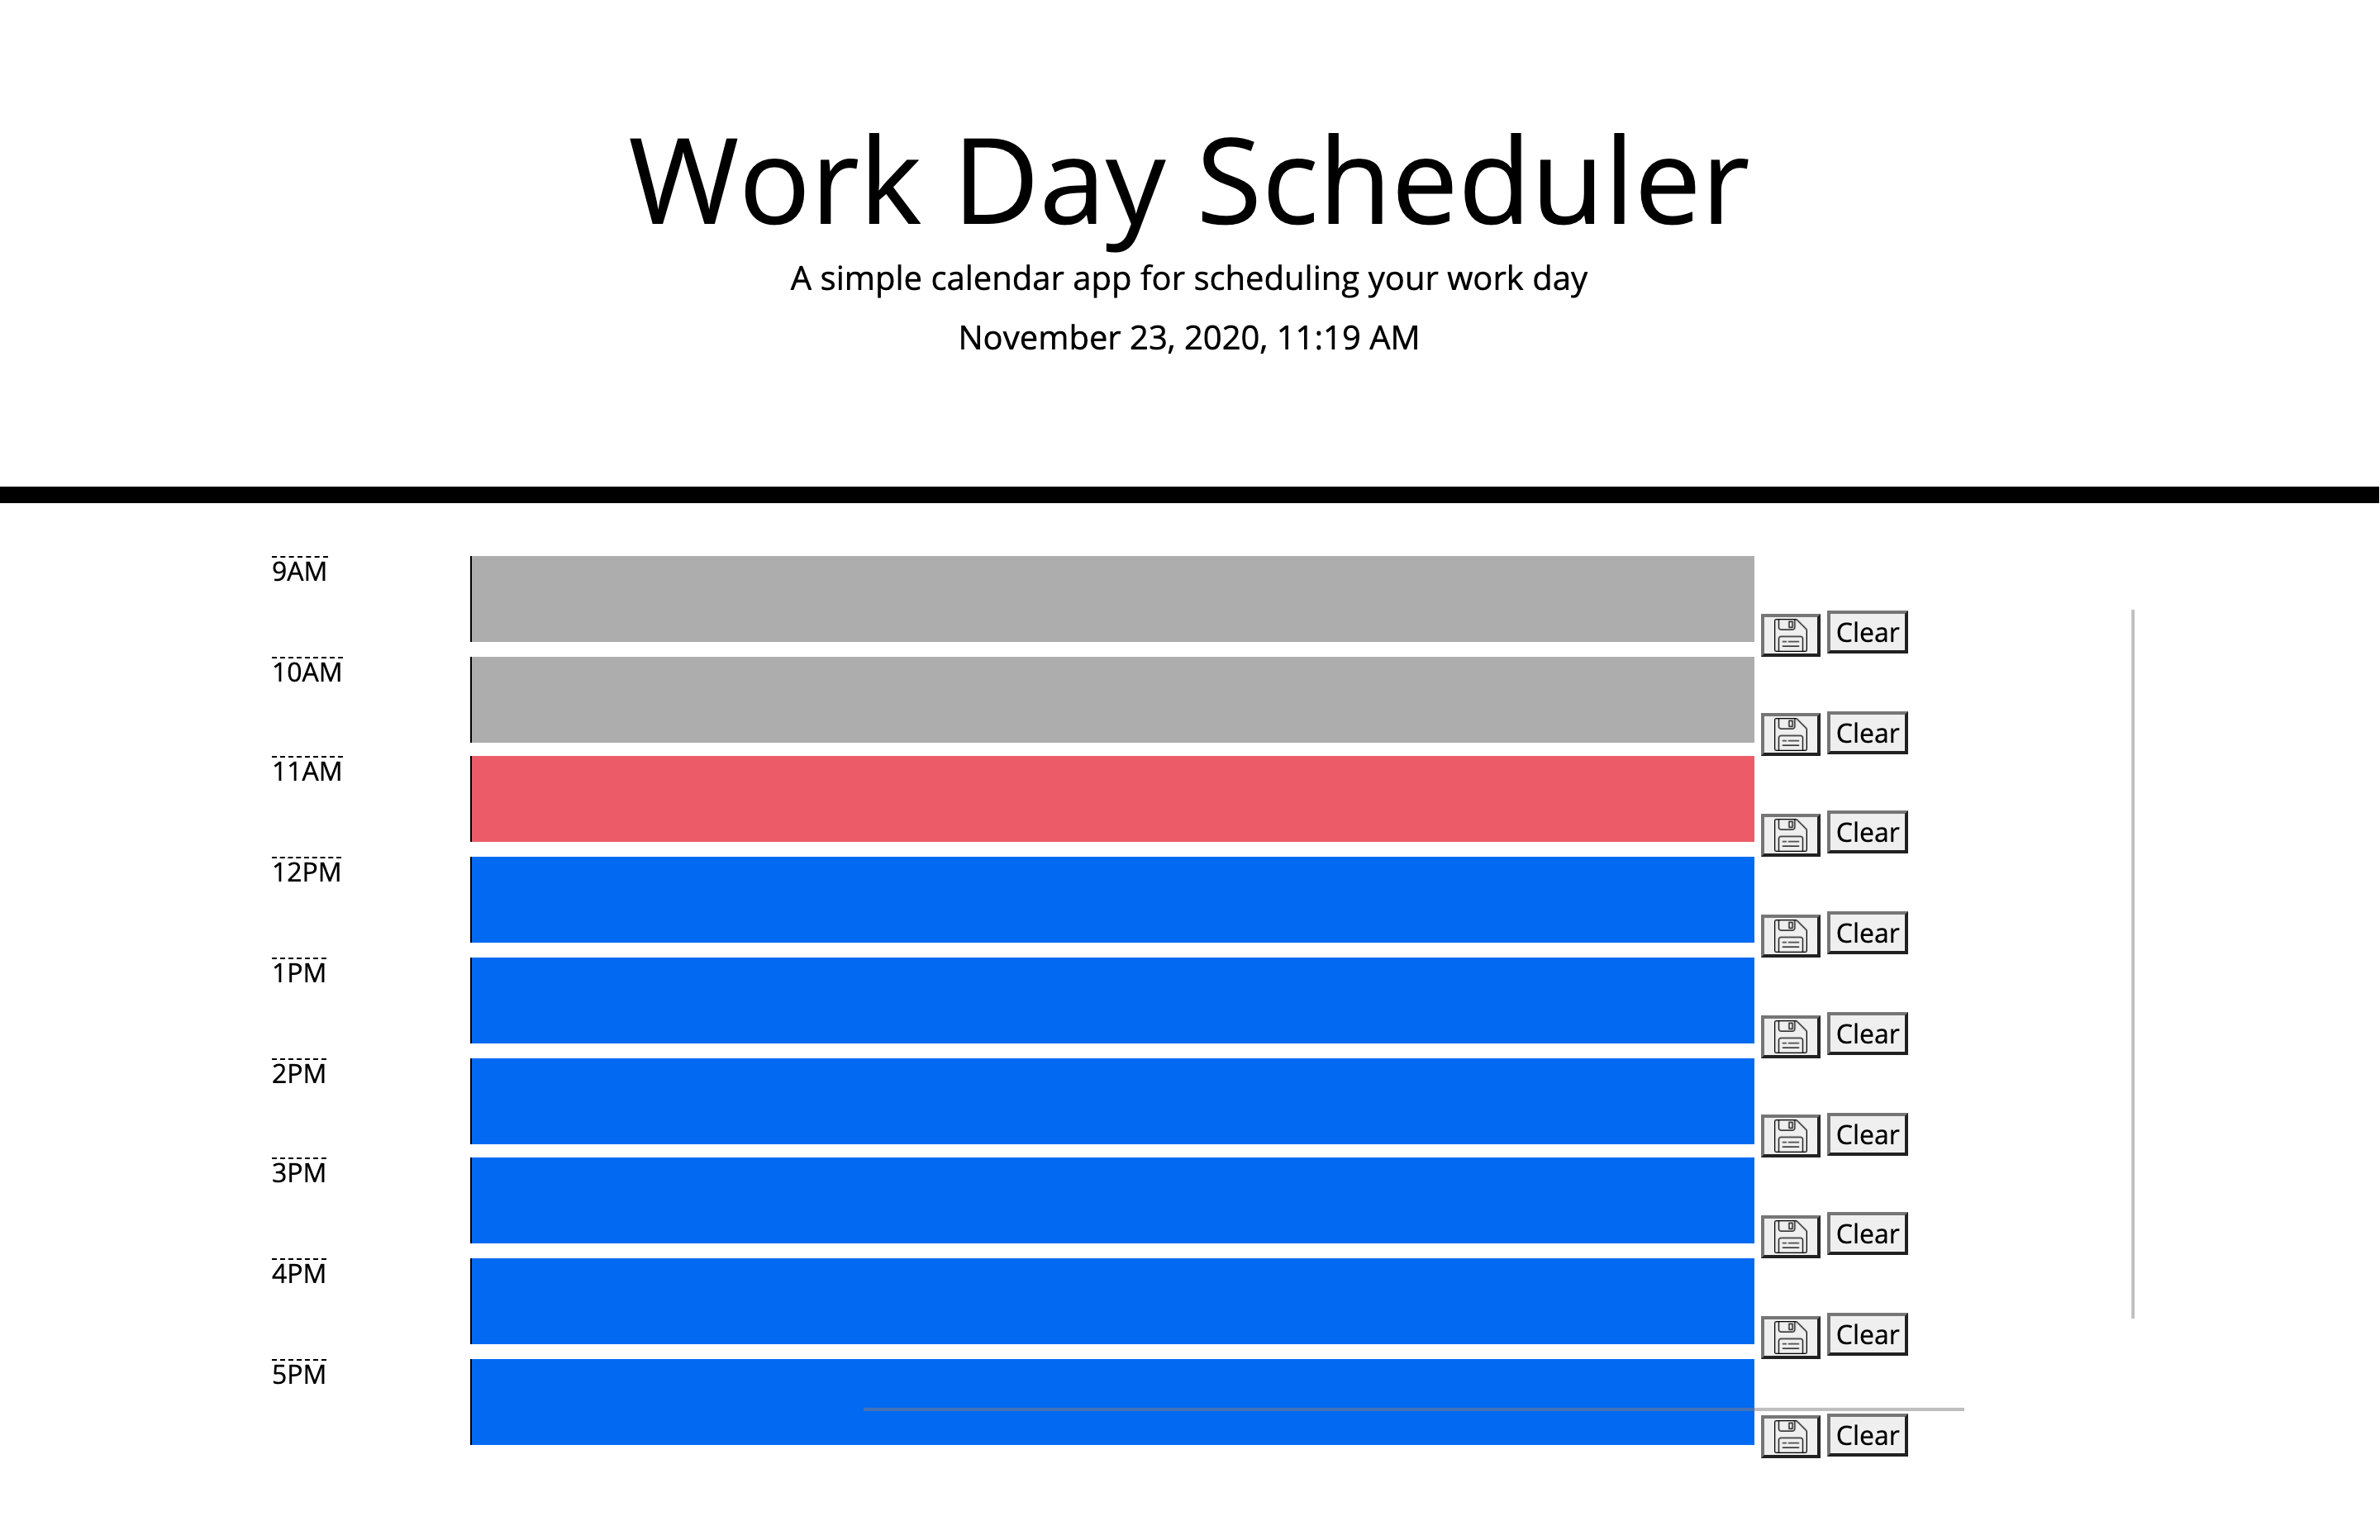 Work Day Scheduler
A simple calendar app for scheduling your work day
November 23, 2020, 11:19 AM
9AM
Clear
10AM
Clear
11AM
Clear
12PM
Clear
1PM
Clear
2PM
Clear
3PM
Clear
4PM
Clear
5PM
Clear